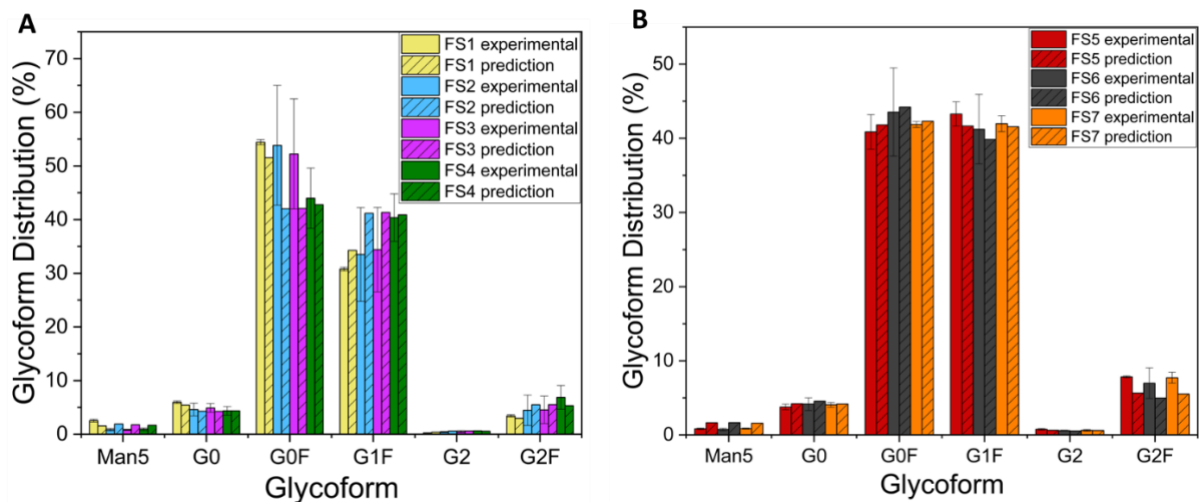 A
Glycoform Distribution (%)
70
60
50
40
30
20
10
0
FS1 experimental
FS1 prediction
FS2 experimental
FS2 prediction
FS3 experimental
FS3 prediction
FS4 experimental
FS4 prediction
Man5 G0 G0F G1F G2 G2F
Glycoform
B
Glycoform Distribution (%)
50
40
30
20
10
0
FS5 experimental
FS5 prediction
FS6 experimental
FS6 prediction
FS7 experimental
FS7 prediction
Man5 G0 G0F G1F G2 G2F
Glycoform